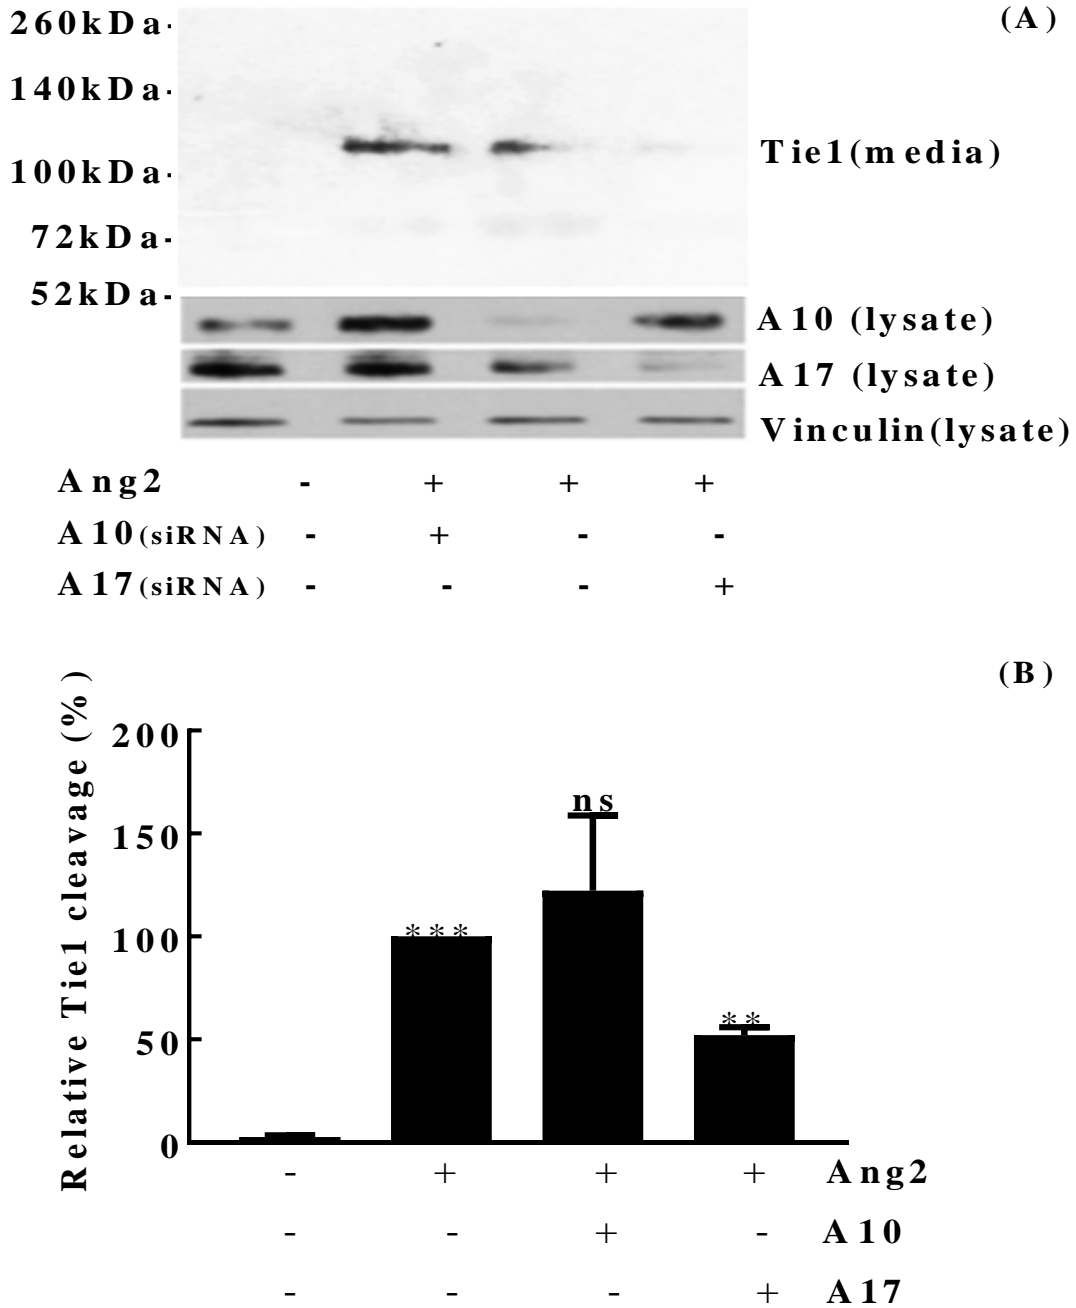 (A)
260kDa
140kDa
Tie1(media)
100kDa
72kDa
52kDa
A10 (lysate)
A17 (lysate)
Vinculin(lysate)
Ang2 - + + +
A10(siRNA) - + - -
A17(siRNA) - - - +
(B)
Relative Tie1 cleavage (%)
200
150
100
50
0
ns
***
**
- + + + Ang2
- - + - A10
- - - + A17